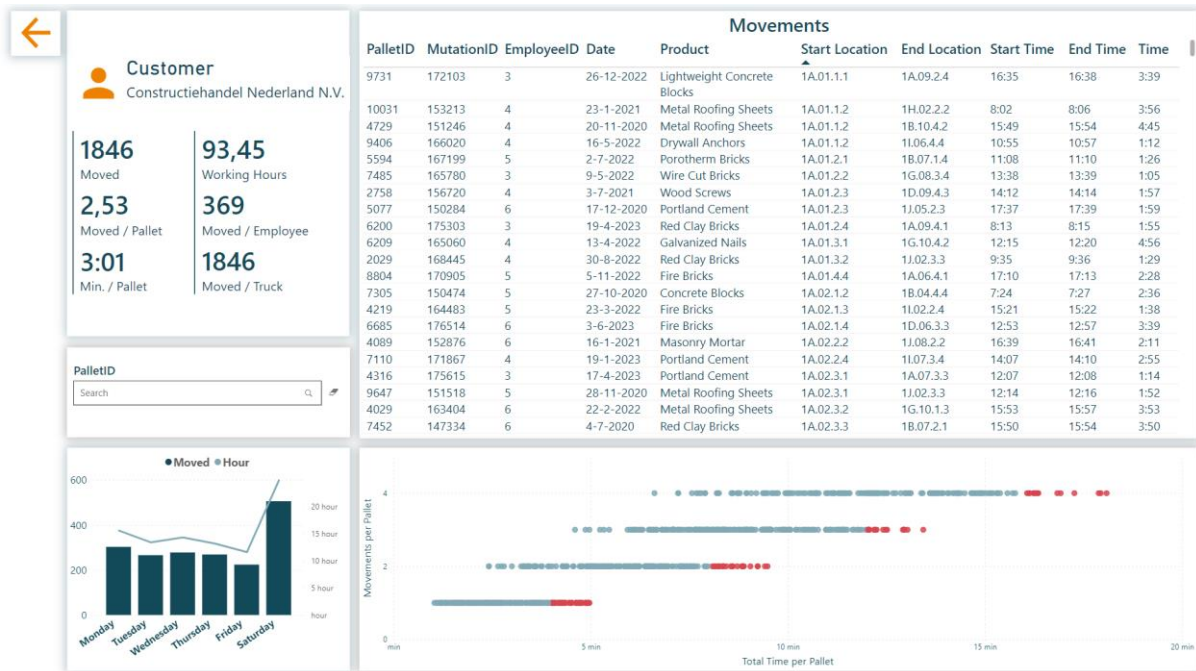 Customer
Constructiehandel Nederland N.V.
1846
Moved
93,45
Working Hours
2,53
Moved / Pallet
369
Moved / Employee
3:01
Min. / Pallet
1846
Moved / Truck
PalletID
Search
Moved Hour
600
400
200
0
20 hour
15 hour
10 hour
5 hour
hour
Monday
Tuesday
Wednesday
Thursday
Friday
Saturday
Movements
PalletID MutationID EmployeeID Date Product Start Location End Location Start Time End Time Time
9731 172103 3 26-12-2022 Lightweight Concrete Blocks 1A.01.1.1 1A.09.2.4 16:35 16:38 3:39
10031 153213 4 23-1-2021 Metal Roofing Sheets 1A.01.1.2 1H.02.2.2 8:02 8:06 3:56
4729 151246 4 20-11-2020 Metal Roofing Sheets 1A.01.1.2 1B.10.4.2 15:49 15:54 4:45
9406 166020 4 16-5-2022 Drywall Anchors 1A.01.1.2 1I.06.4.4 10:55 10:57 1:12
5594 167199 5 2-7-2022 Porotherm Bricks 1A.01.2.1 1B.07.1.4 11:08 11:10 1:26
7485 165780 3 9-5-2022 Wire Cut Bricks 1A.01.2.2 1G.08.3.4 13:38 13:39 1:05
2758 156720 4 3-7-2021 Wood Screws 1A.01.2.3 1D.09.4.3 14:12 14:14 1:57
5077 150284 6 17-12-2020 Portland Cement 1A.01.2.3 1J.05.2.3 17:37 17:39 1:59
6200 175303 3 19-4-2023 Red Clay Bricks 1A.01.2.4 1A.09.4.1 8:13 8:15 1:55
6209 165060 4 13-4-2022 Galvanized Nails 1A.01.3.1 1G.10.4.2 12:15 12:20 4:56
2029 168445 4 30-8-2022 Red Clay Bricks 1A.01.3.2 1J.02.3.3 9:35 9:36 1:29
8804 170905 5 5-11-2022 Fire Bricks 1A.01.4.4 1A.06.4.1 17:10 17:13 2:28
7305 150474 5 27-10-2020 Concrete Blocks 1A.02.1.2 1B.04.4.4 7:24 7:27 2:36
4219 164483 5 23-3-2022 Fire Bricks 1A.02.1.3 1I.02.2.4 15:21 15:22 1:38
6685 176514 6 3-6-2023 Fire Bricks 1A.02.1.4 1D.06.3.3 12:53 12:57 3:39
4089 152876 6 16-1-2021 Masonry Mortar 1A.02.2.2 1J.08.2.2 16:39 16:41 2:11
7110 171867 4 19-1-2023 Portland Cement 1A.02.2.4 1I.07.3.4 14:07 14:10 2:55
4316 175615 3 17-4-2023 Portland Cement 1A.02.3.1 1A.07.3.3 12:07 12:08 1:14
9647 151518 5 28-11-2020 Metal Roofing Sheets 1A.02.3.1 1J.02.3.3 12:14 12:16 1:52
4029 163404 6 22-2-2022 Metal Roofing Sheets 1A.02.3.2 1G.10.1.3 15:53 15:57 3:53
7452 147334 6 4-7-2020 Red Clay Bricks 1A.02.3.3 1B.07.2.1 15:50 15:54 3:50
Movements per Pallet
4
2
0
min
5 min
10 min
15 min
20 min
Total Time per Pallet